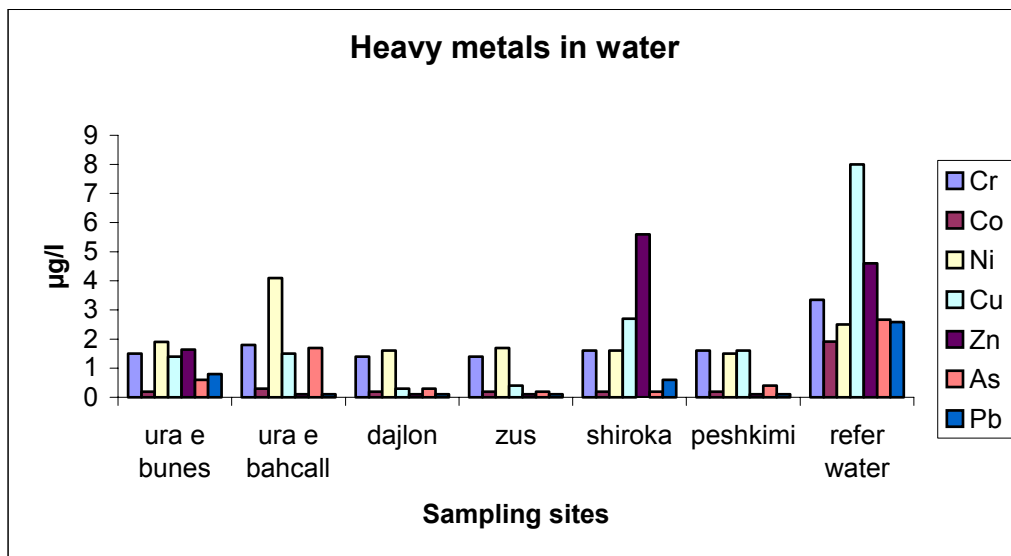 Heavy metals in water
9
8
7
6
5
4
3
2
1
0
µg/l
ura e
bunes
ura e
bahcall
dajlon
zus
shiroka
peshkimi
refer
water
Sampling sites
Cr
Co
Ni
Cu
Zn
As
Pb